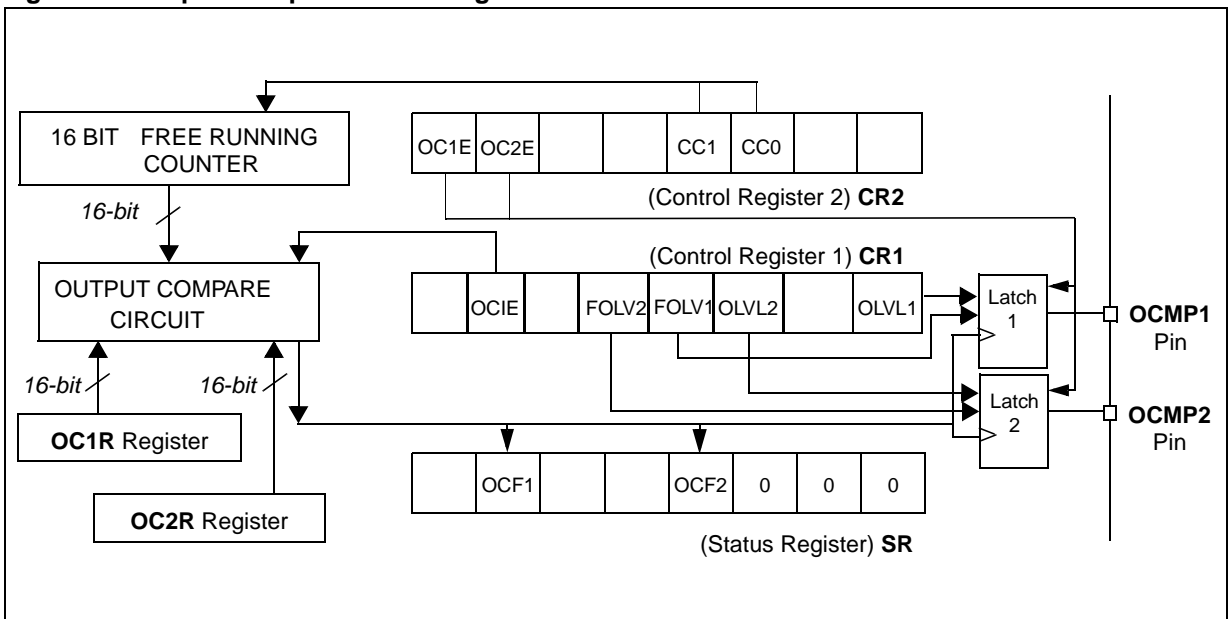 16 BIT FREE RUNNING
COUNTER
OC1E OC2E CC1 CC0
(Control Register 2) CR2
16-bit
(Control Register 1) CR1
OUTPUT COMPARE
CIRCUIT
OCIE FOLV2 FOLV1 OLVL2 OLVL1
Latch
1
OCMP1
Pin
16-bit 16-bit
Latch
2
OCMP2
Pin
OC1R Register
OCF1 OCF2 0 0 0
OC2R Register
(Status Register) SR